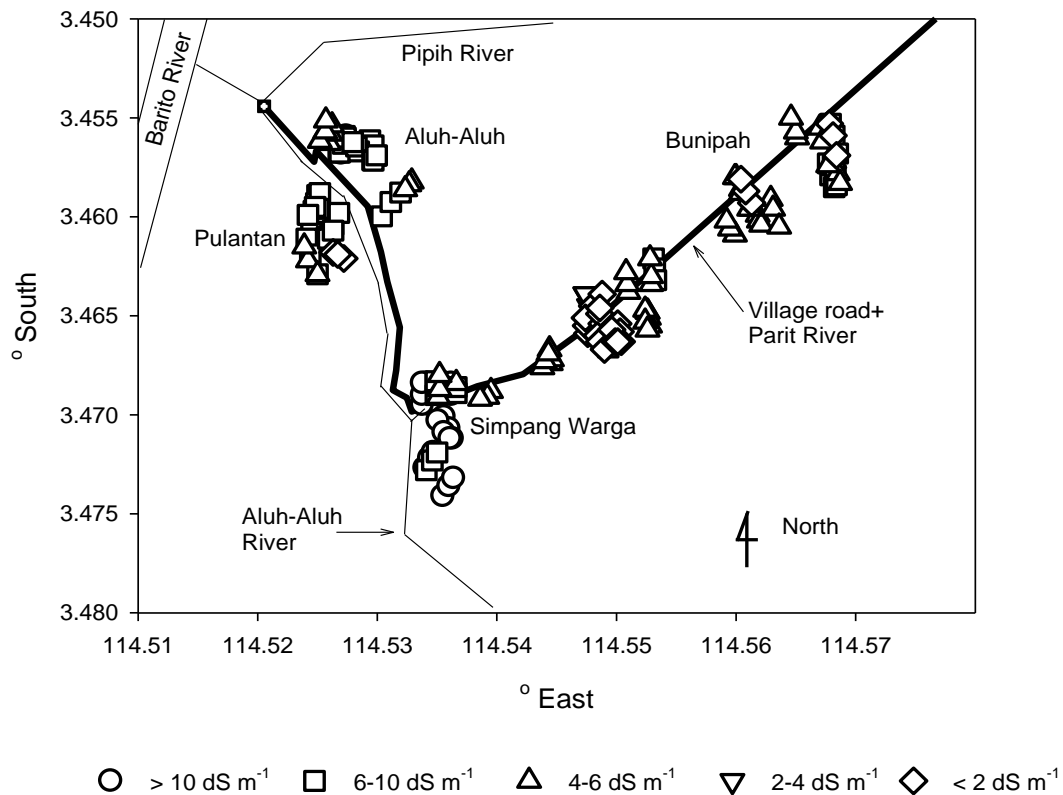 3.450
3.455
3.460
3.465
3.470
3.475
3.480
° South
Barito River
Pipih River
Aluh-Aluh
Bunipah
Pulantan
Village road+
Parit River
Simpang Warga
Aluh-Aluh
River
North
114.51 114.52 114.53 114.54 114.55 114.56 114.57
° East
> 10 dS m⁻¹ 6-10 dS m⁻¹ 4-6 dS m⁻¹ 2-4 dS m⁻¹ < 2 dS m⁻¹